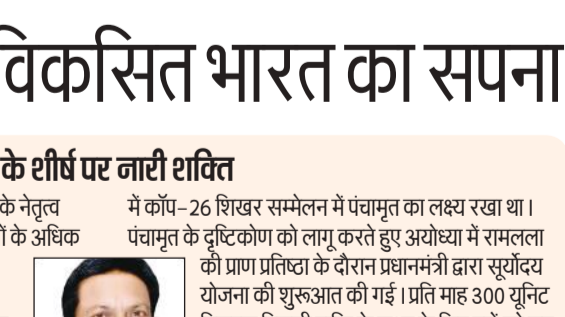 विकसित भारत का सपना
के शीर्ष पर नारी शक्ति
के नेतृत्व
के अधिक
में कॉप-26 शिखर सम्मेलन में पंचामृत का लक्ष्य रखा था।
पंचामृत के दृष्टिकोण को लागू करते हुए अयोध्या में रामलला
की प्राण प्रतिष्ठा के दौरान प्रधानमंत्री द्वारा सूर्योदय
योजना की शुरूआत की गई। प्रति माह 300 यूनिट